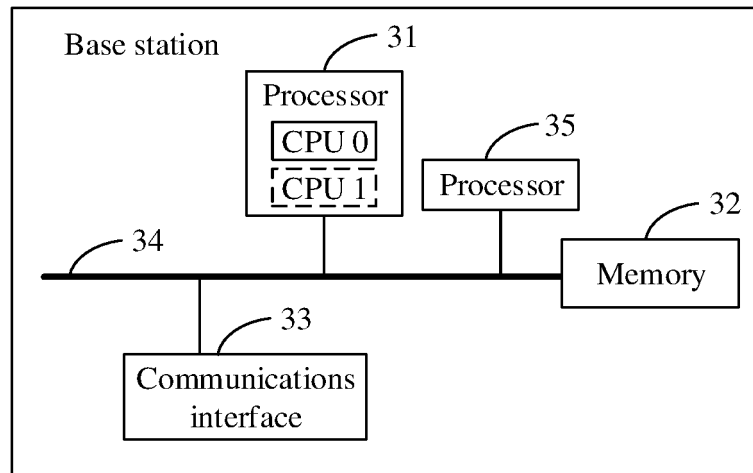 Base station
31
Processor
CPU 0
CPU 1
35
Processor
32
Memory
34
33
Communications
interface